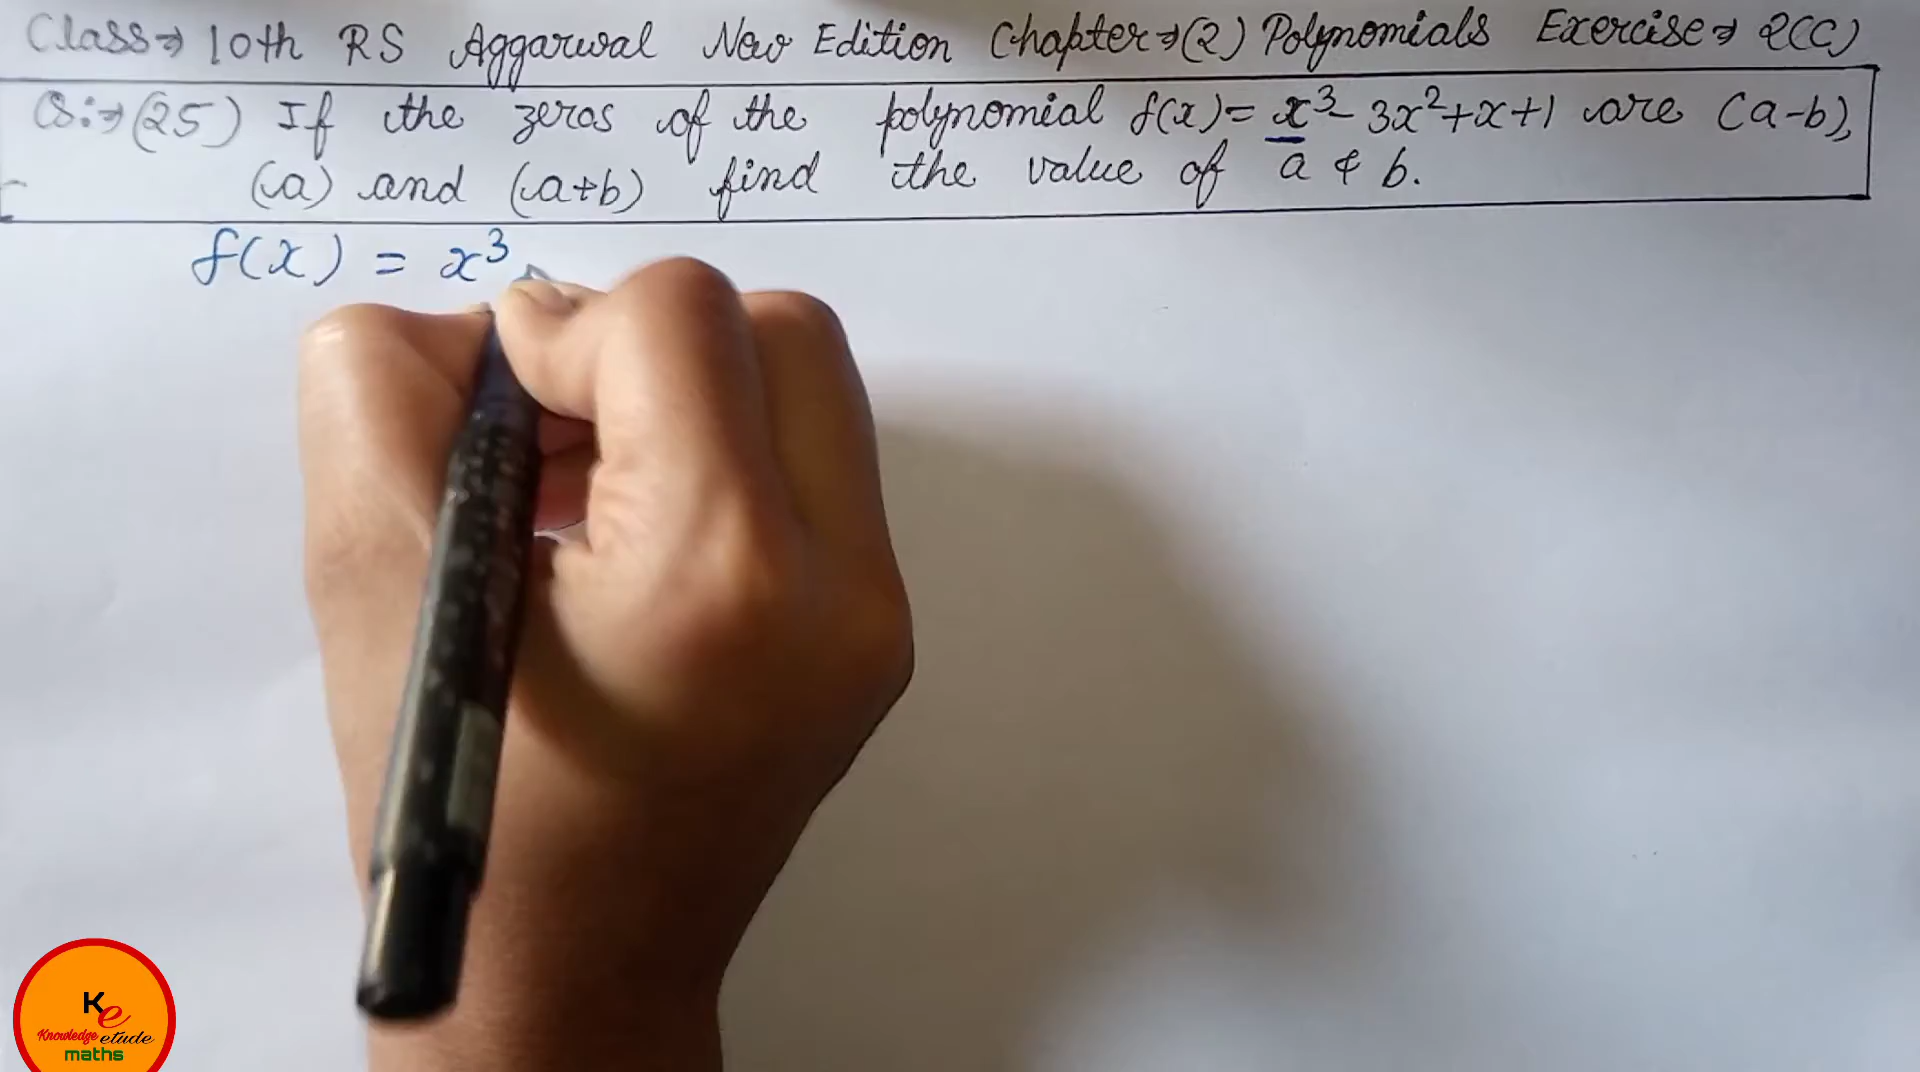 Class⇒ 10th RS Aggarwal New Edition Chapter⇒(2) Polynomials Exercise⇒ 2(C)
Q:⇒(25) If the zeros of the polynomial f(x)= x³- 3x²+x+1 are (a-b),
(a) and (a+b) find the value of a & b.
f(x) = x³
Ke
Knowledge etude
maths